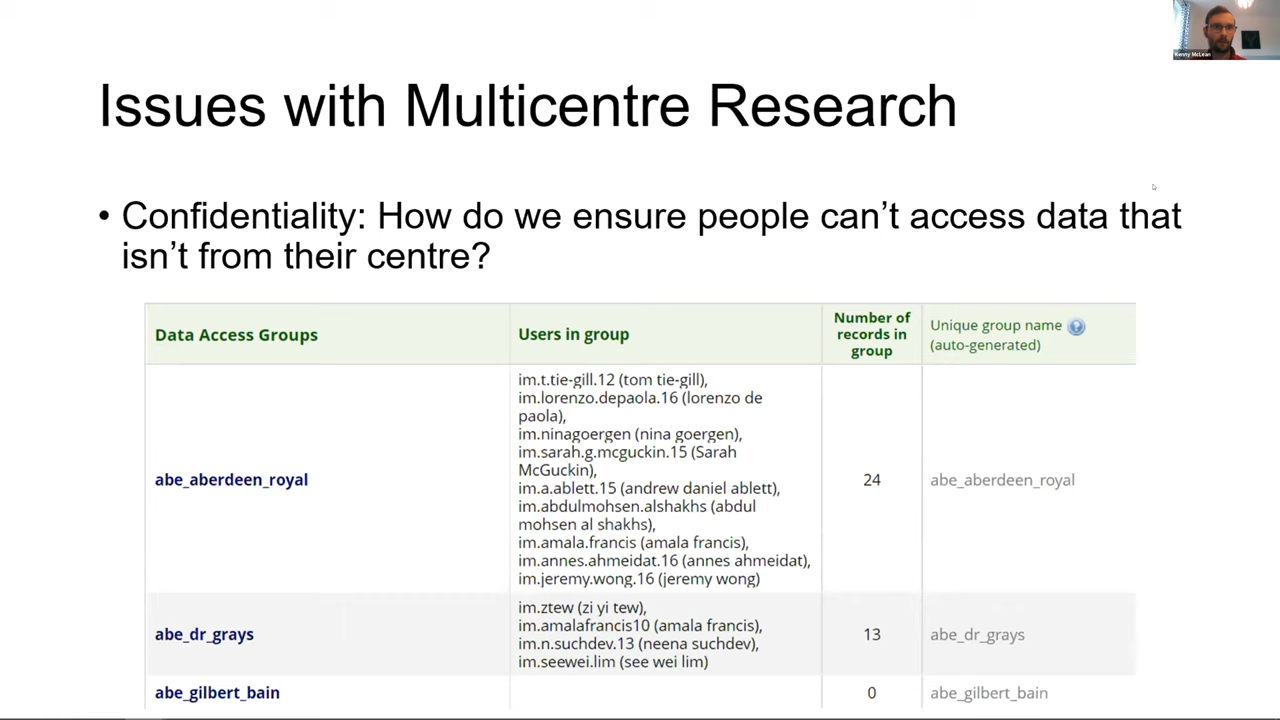 Kenny McLean
Issues with Multicentre Research
• Confidentiality: How do we ensure people can’t access data that
isn’t from their centre?
Data Access Groups
Users in group
Number of
records in
group
Unique group name ?
(auto-generated)
abe_aberdeen_royal
im.t.tie-gill.12 (tom tie-gill),
im.lorenzo.depaola.16 (lorenzo de
paola),
im.ninagoergen (nina goergen),
im.sarah.g.mcguckin.15 (Sarah
McGuckin),
im.a.ablett.15 (andrew daniel ablett),
im.abdulmohsen.alshakhs (abdul
mohsen al shakhs),
im.amala.francis (amala francis),
im.annes.ahmeidat.16 (annes ahmeidat),
im.jeremy.wong.16 (jeremy wong)
24
abe_aberdeen_royal
abe_dr_grays
im.ztew (zi yi tew),
im.amalafrancis10 (amala francis),
im.n.suchdev.13 (neena suchdev),
im.seewei.lim (see wei lim)
13
abe_dr_grays
abe_gilbert_bain
0
abe_gilbert_bain